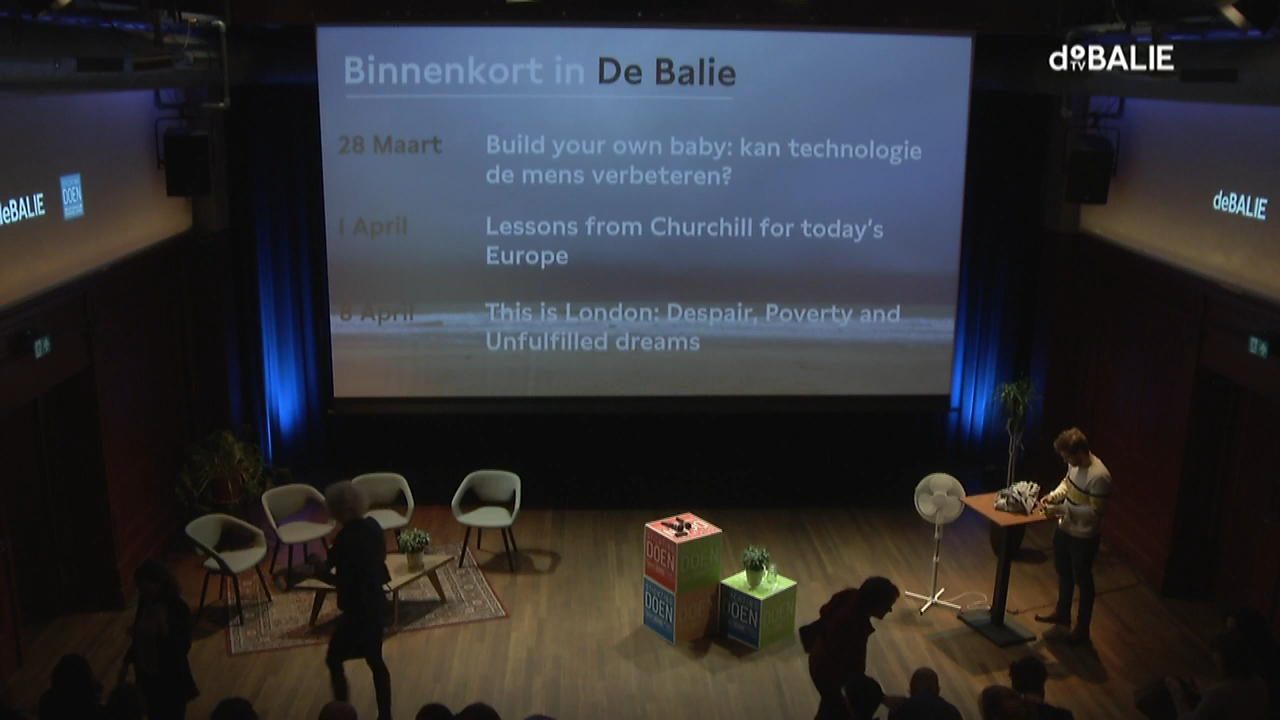 Binnenkort in De Balie
28 Maart
Build your own baby: kan technologie
de mens verbeteren?
1 April
Lessons from Churchill for today's
Europe
8 April
This is London: Despair, Poverty and
Unfulfilled dreams
deBALIE
TV
deBALIE
DOEN
deBALIE
DOEN
DOEN
DOEN
DOEN
DOEN